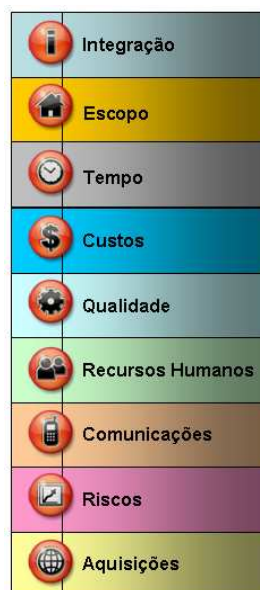 Integração
Escopo
Tempo
Custos
Qualidade
Recursos Humanos
Comunicações
Riscos
Aquisições